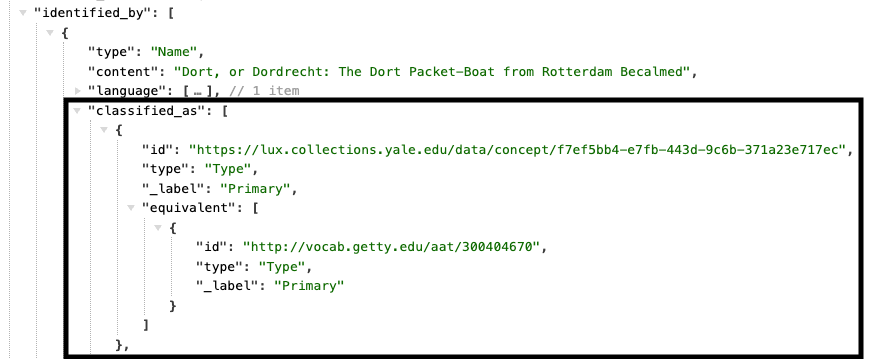 "identified_by": [
{
"type": "Name",
"content": "Dort, or Dordrecht: The Dort Packet-Boat from Rotterdam Becalmed",
"language": [ … ], // 1 item
"classified_as": [
{
"id": "https://lux.collections.yale.edu/data/concept/f7ef5bb4-e7fb-443d-9c6b-371a23e717ec",
"type": "Type",
"_label": "Primary",
"equivalent": [
{
"id": "http://vocab.getty.edu/aat/300404670",
"type": "Type",
"_label": "Primary"
}
]
},